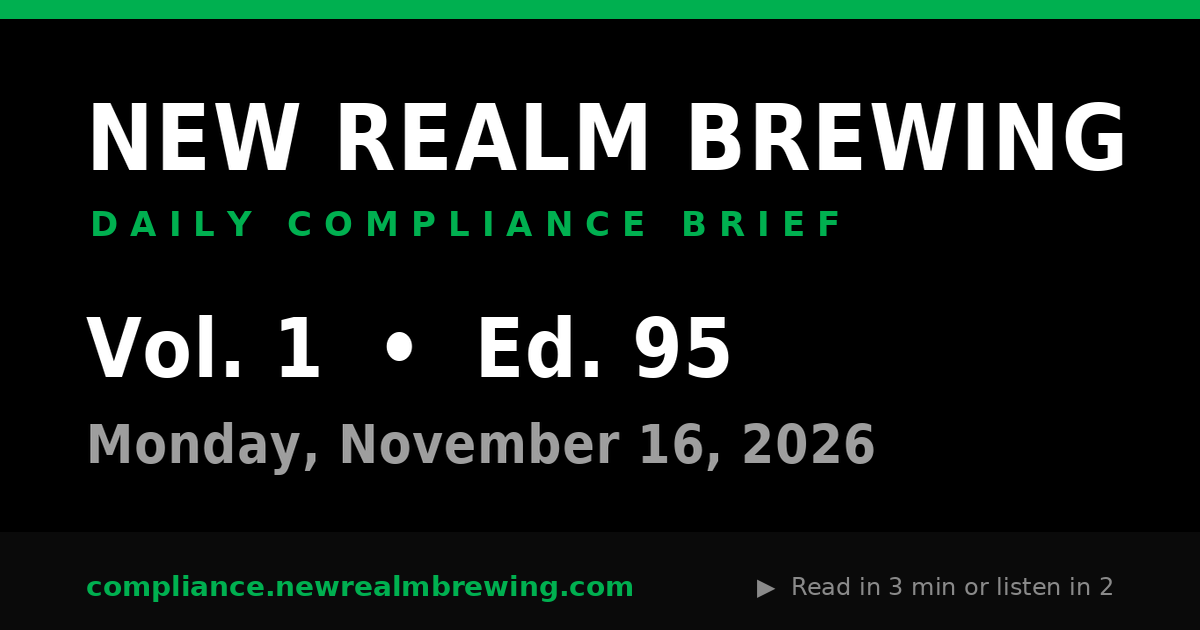 NEW REALM BREWING
DAILY COMPLIANCE BRIEF
Vol. 1 • Ed. 95
Monday, November 16, 2026
compliance.newrealmbrewing.com
▶ Read in 3 min or listen in 2